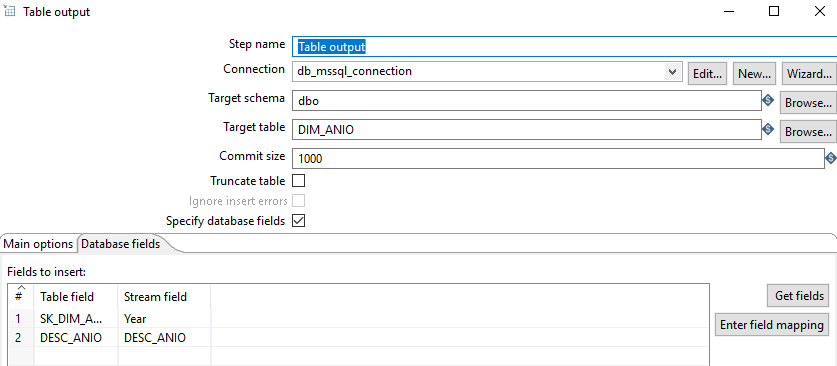 Table output
Step name Table output
Connection db_mssql_connection Edit... New... Wizard...
Target schema dbo Browse...
Target table DIM_ANIO Browse...
Commit size 1000
Truncate table
Ignore insert errors
Specify database fields
Main options Database fields
Fields to insert:
# Table field Stream field
Get fields
1 SK_DIM_A... Year
Enter field mapping
2 DESC_ANIO DESC_ANIO